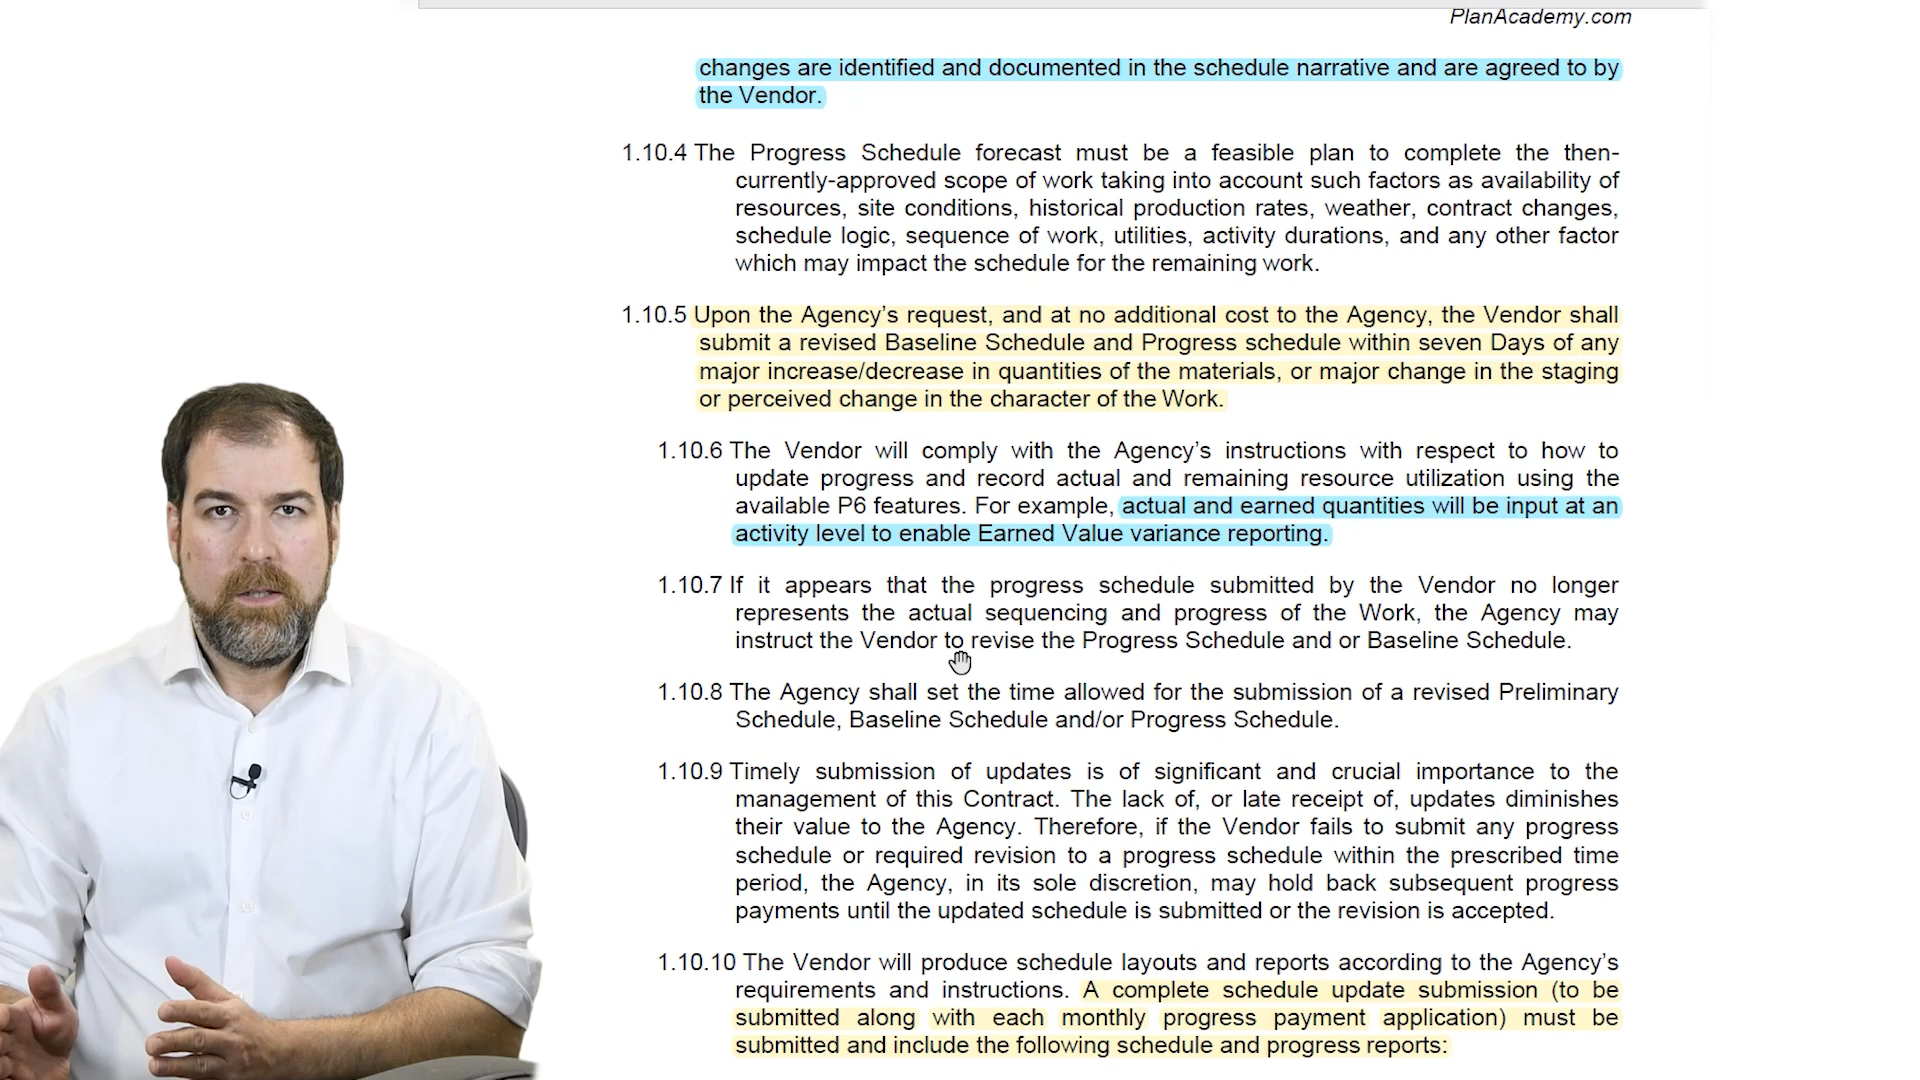 PlanAcademy.com
changes are identified and documented in the schedule narrative and are agreed to by
the Vendor.
1.10.4 The Progress Schedule forecast must be a feasible plan to complete the then-
currently-approved scope of work taking into account such factors as availability of
resources, site conditions, historical production rates, weather, contract changes,
schedule logic, sequence of work, utilities, activity durations, and any other factor
which may impact the schedule for the remaining work.
1.10.5 Upon the Agency's request, and at no additional cost to the Agency, the Vendor shall
submit a revised Baseline Schedule and Progress schedule within seven Days of any
major increase/decrease in quantities of the materials, or major change in the staging
or perceived change in the character of the Work.
1.10.6 The Vendor will comply with the Agency's instructions with respect to how to
update progress and record actual and remaining resource utilization using the
available P6 features. For example, actual and earned quantities will be input at an
activity level to enable Earned Value variance reporting.
1.10.7 If it appears that the progress schedule submitted by the Vendor no longer
represents the actual sequencing and progress of the Work, the Agency may
instruct the Vendor to revise the Progress Schedule and or Baseline Schedule.
1.10.8 The Agency shall set the time allowed for the submission of a revised Preliminary
Schedule, Baseline Schedule and/or Progress Schedule.
1.10.9 Timely submission of updates is of significant and crucial importance to the
management of this Contract. The lack of, or late receipt of, updates diminishes
their value to the Agency. Therefore, if the Vendor fails to submit any progress
schedule or required revision to a progress schedule within the prescribed time
period, the Agency, in its sole discretion, may hold back subsequent progress
payments until the updated schedule is submitted or the revision is accepted.
1.10.10 The Vendor will produce schedule layouts and reports according to the Agency's
requirements and instructions. A complete schedule update submission (to be
submitted along with each monthly progress payment application) must be
submitted and include the following schedule and progress reports: